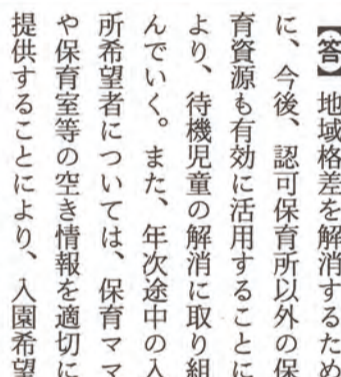 【答】地域格差を解消するため
に、今後、認可保育所以外の保
育資源も有効に活用することに
より、待機児童の解消に取り組
んでいく。また、年次途中の入
所希望者については、保育ママ
や保育室等の空き情報を適切に
提供することにより、入園希望